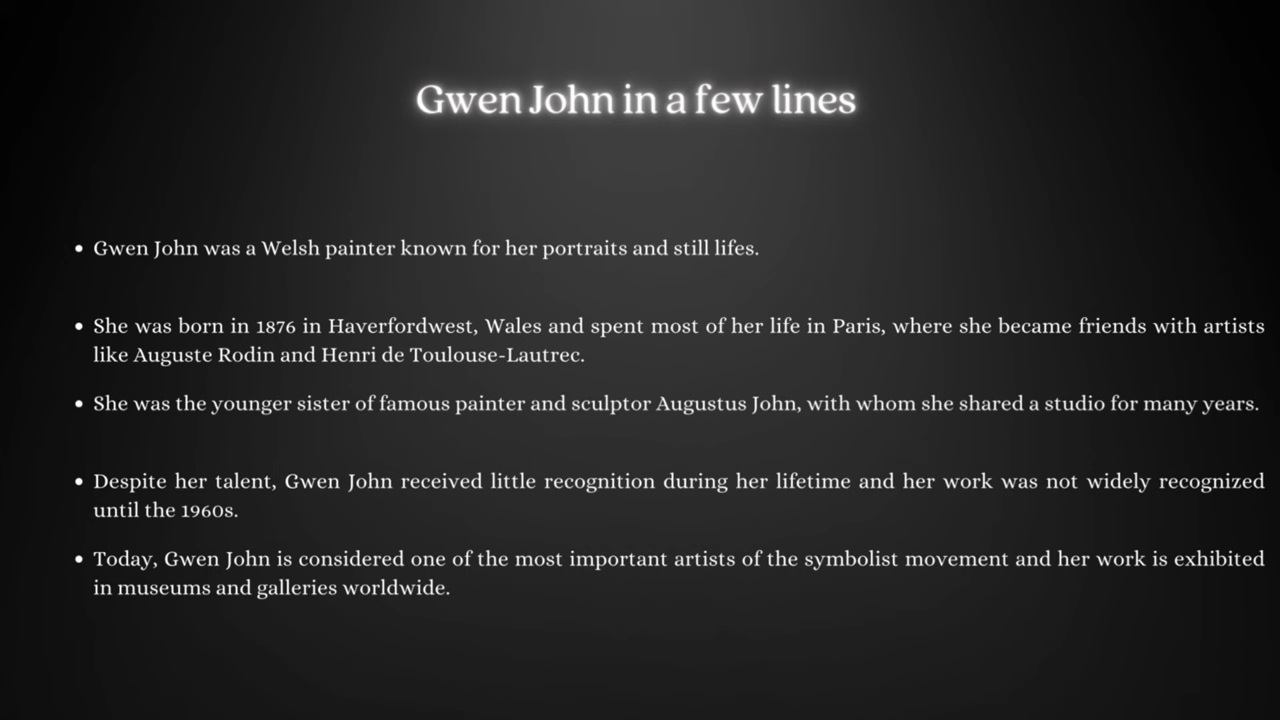 Gwen John in a few lines
• Gwen John was a Welsh painter known for her portraits and still lifes.
• She was born in 1876 in Haverfordwest, Wales and spent most of her life in Paris, where she became friends with artists
like Auguste Rodin and Henri de Toulouse-Lautrec.
• She was the younger sister of famous painter and sculptor Augustus John, with whom she shared a studio for many years.
• Despite her talent, Gwen John received little recognition during her lifetime and her work was not widely recognized
until the 1960s.
• Today, Gwen John is considered one of the most important artists of the symbolist movement and her work is exhibited
in museums and galleries worldwide.